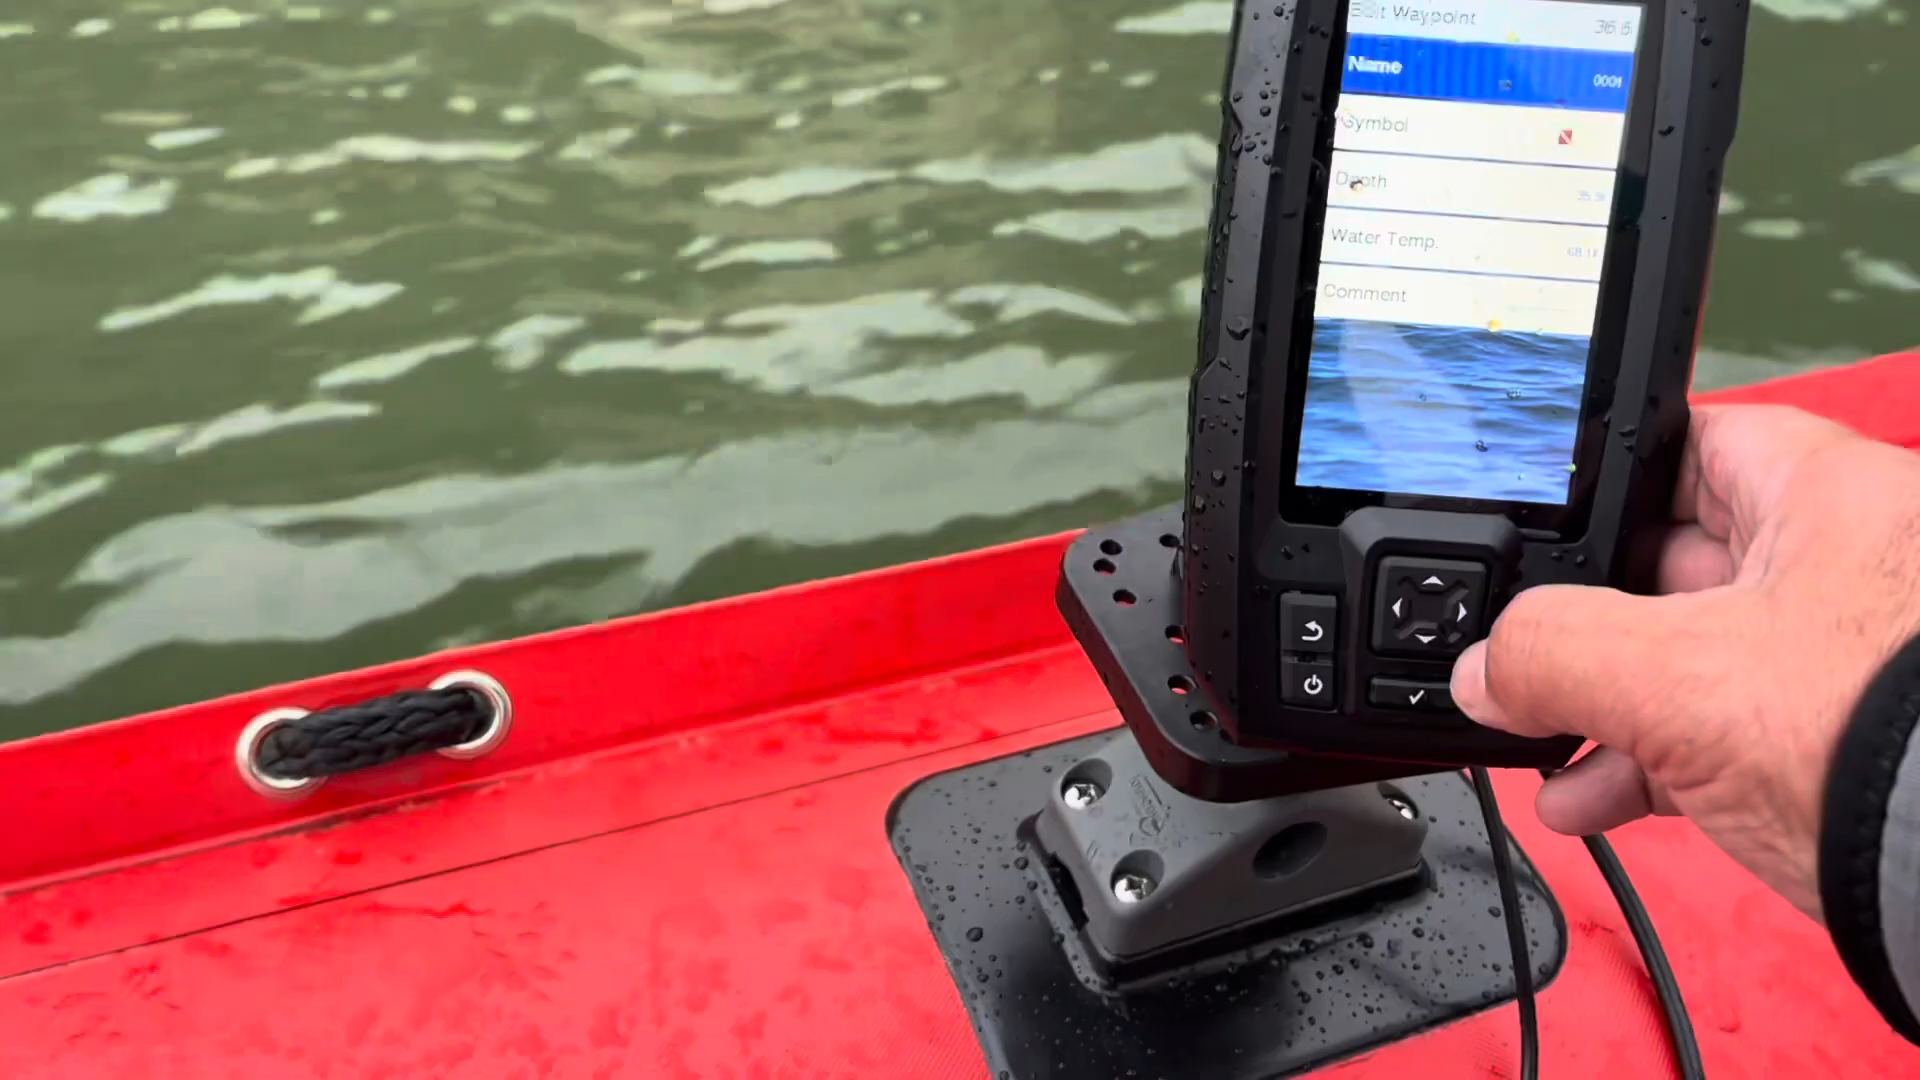 Edit Waypoint
Name 0001
Symbol
Depth
Water Temp.
Comment